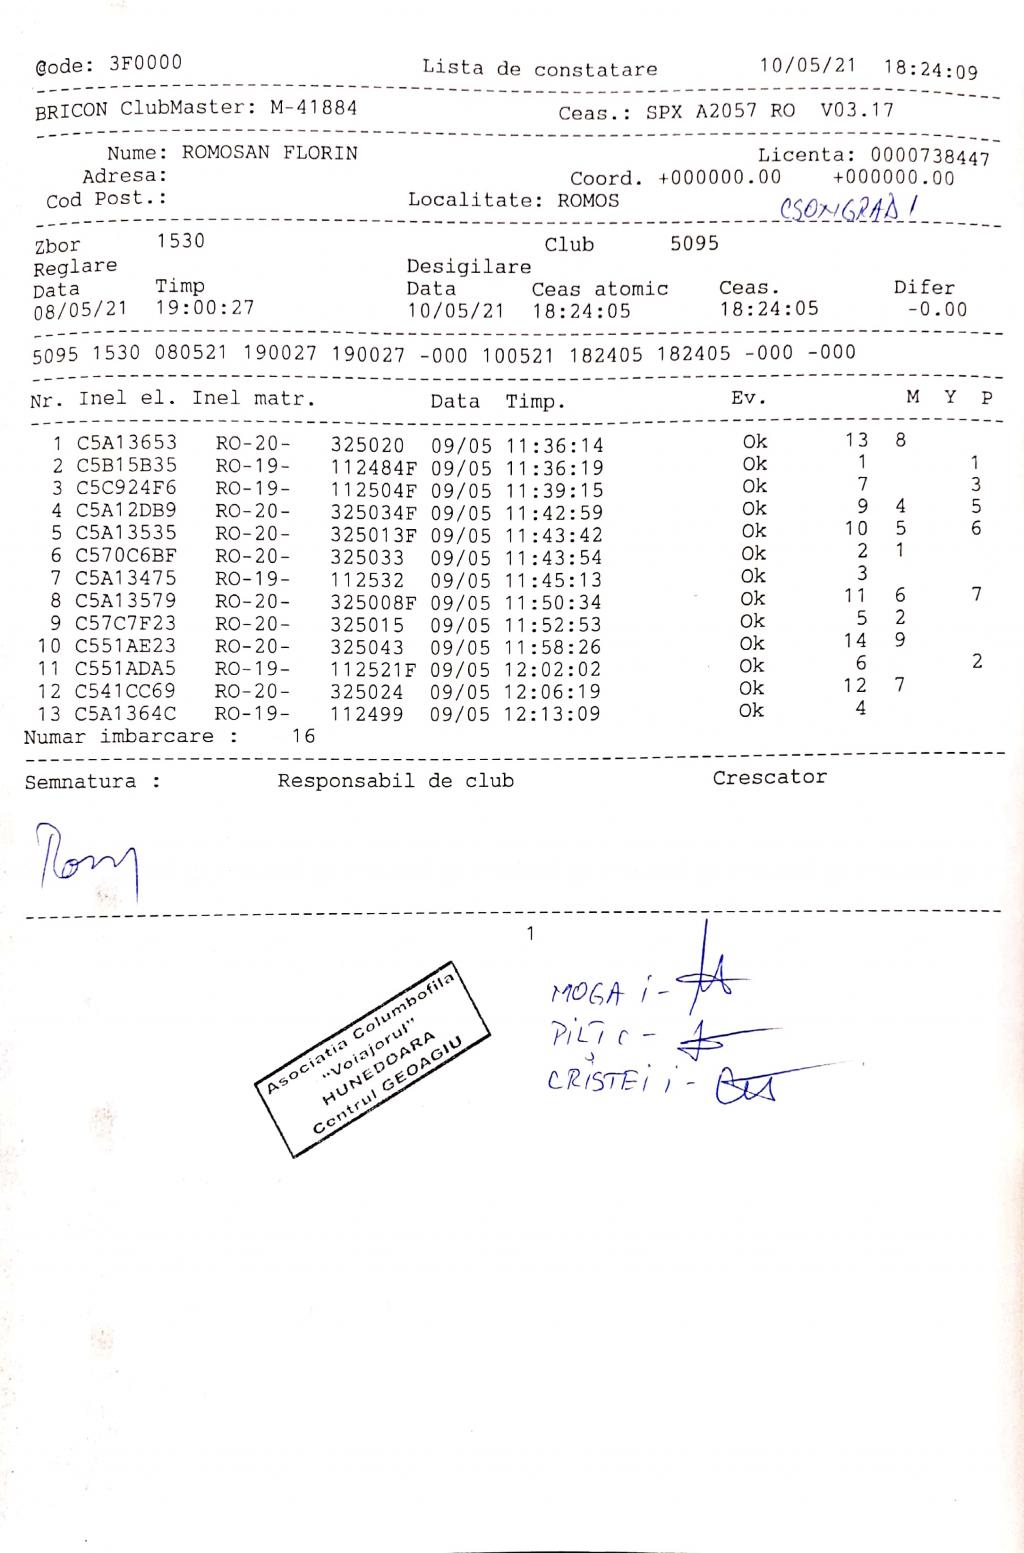 @ode: 3F0000 Lista de constatare 10/05/21 18:24:09
BRICON ClubMaster: M-41884 Ceas.: SPX A2057 RO V03.17
Nume: ROMOSAN FLORIN Licenta: 0000738447
Adresa: Coord. +000000.00 +000000.00
Cod Post.: Localitate: ROMOS CSONGRAD 1
Zbor 1530 Club 5095
Reglare Desigilare
Data Timp Data Ceas atomic Ceas. Difer
08/05/21 19:00:27 10/05/21 18:24:05 18:24:05 -0.00
5095 1530 080521 190027 190027 -000 100521 182405 182405 -000 -000
Nr. Inel el. Inel matr. Data Timp. Ev. M Y P
1 C5A13653 RO-20- 325020 09/05 11:36:14 Ok 13 8
2 C5B15B35 RO-19- 112484F 09/05 11:36:19 Ok 1 1
3 C5C924F6 RO-19- 112504F 09/05 11:39:15 Ok 7 3
4 C5A12DB9 RO-20- 325034F 09/05 11:42:59 Ok 9 4 5
5 C5A13535 RO-20- 325013F 09/05 11:43:42 Ok 10 5 6
6 C570C6BF RO-20- 325033 09/05 11:43:54 Ok 2 1
7 C5A13475 RO-19- 112532 09/05 11:45:13 Ok 3
8 C5A13579 RO-20- 325008F 09/05 11:50:34 Ok 11 6 7
9 C57C7F23 RO-20- 325015 09/05 11:52:53 Ok 5 2
10 C551AE23 RO-20- 325043 09/05 11:58:26 Ok 14 9
11 C551ADA5 RO-19- 112521F 09/05 12:02:02 Ok 6 2
12 C541CC69 RO-20- 325024 09/05 12:06:19 Ok 12 7
13 C5A1364C RO-19- 112499 09/05 12:13:09 Ok 4
Numar imbarcare : 16
Semnatura : Responsabil de club Crescator
1
Asociatia Columbofila
"Voiajorul"
HUNEDOARA
Centrul GEOAGIU
MOGA i -
CRISTEI i -